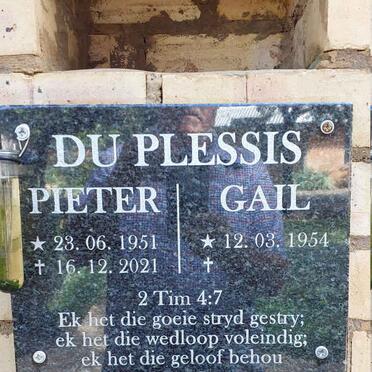 DU PLESSIS
PIETER | GAIL
★ 23. 06. 1951 ★ 12. 03. 1954
✝ 16. 12. 2021 ✝
2 Tim 4:7
Ek het die goeie stryd gestry;
ek het die wedloop voleindig;
ek het die geloof behou